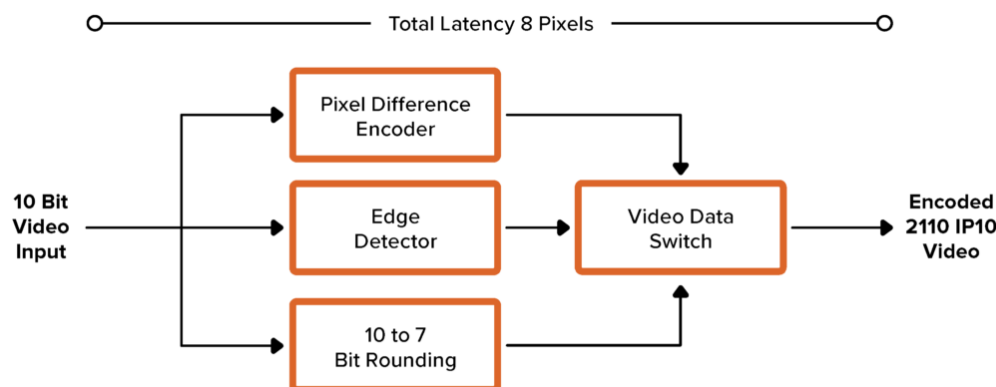 Total Latency 8 Pixels
Pixel Difference
Encoder
10 Bit
Video
Input
Edge
Detector
Video Data
Switch
Encoded
2110 IP10
Video
10 to 7
Bit Rounding